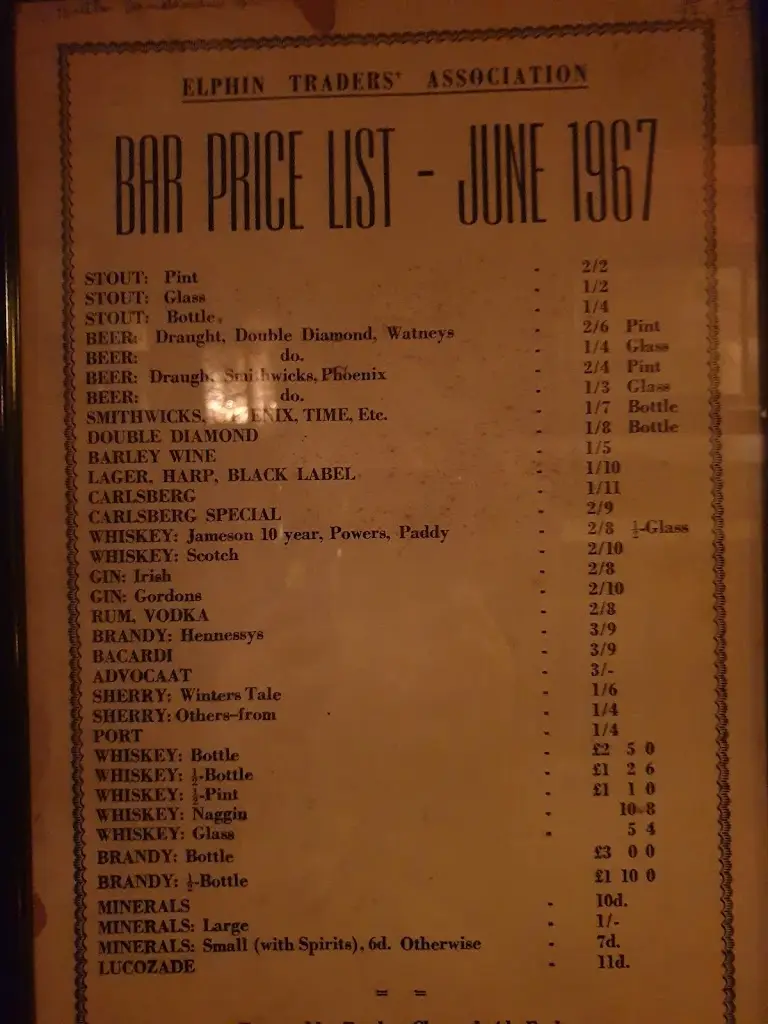 ELPHIN TRADERS' ASSOCIATION
BAR PRICE LIST - JUNE 1967
STOUT: Pint - 2/2
STOUT: Glass - 1/2
STOUT: Bottle. - 1/4
BEER: Draught, Double Diamond, Watneys - 2/6 Pint
BEER: do. - 1/4 Glass
BEER: Draught, Smithwicks, Phoenix - 2/4 Pint
BEER: do. - 1/3 Glass
SMITHWICKS, PHOENIX, TIME, Etc. - 1/7 Bottle
DOUBLE DIAMOND - 1/8 Bottle
BARLEY WINE - 1/5
LAGER, HARP, BLACK LABEL - 1/10
CARLSBERG - 1/11
CARLSBERG SPECIAL - 2/9
WHISKEY: Jameson 10 year, Powers, Paddy - 2/8 ½-Glass
WHISKEY: Scotch - 2/10
GIN: Irish - 2/8
GIN: Gordons - 2/10
RUM, VODKA - 2/8
BRANDY: Hennessys - 3/9
BACARDI - 3/9
ADVOCAAT - 3/-
SHERRY: Winters Tale - 1/6
SHERRY: Others-from - 1/4
PORT - 1/4
WHISKEY: Bottle - £2 5 0
WHISKEY: ½-Bottle - £1 2 6
WHISKEY: ½-Pint - £1 1 0
WHISKEY: Naggin - 10 8
WHISKEY: Glass - 5 4
BRANDY: Bottle £3 0 0
BRANDY: ½-Bottle £1 10 0
MINERALS - 10d.
MINERALS: Large - 1/-
MINERALS: Small (with Spirits), 6d. Otherwise - 7d.
LUCOZADE - 11d.